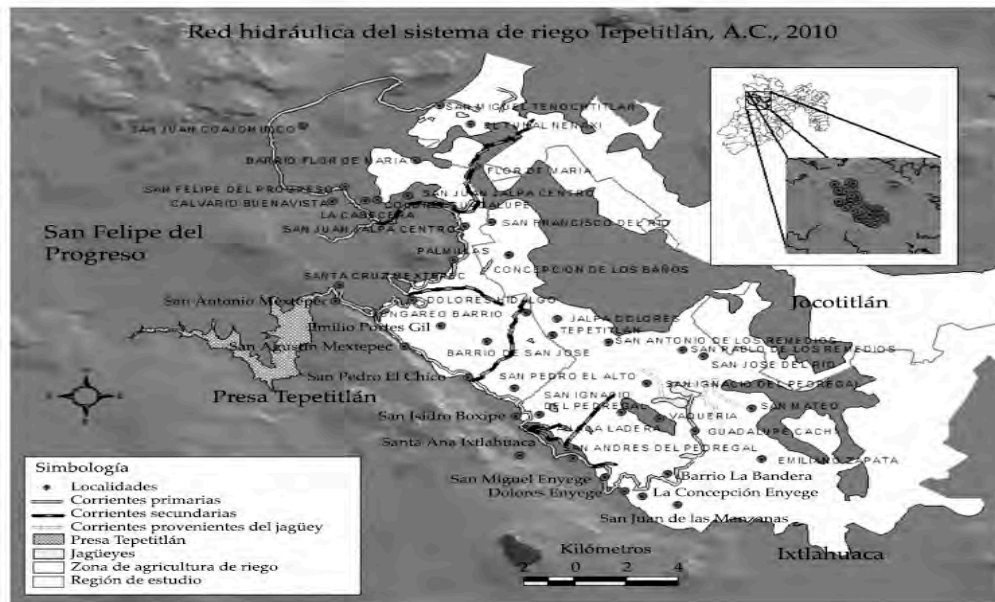 Red hidráulica del sistema de riego Tepetitlán, A.C., 2010
SAN MIGUEL TENOCHTITLAN
SAN JUAN COAJOMULCO
EL TUNAL NENAXI
BARRIO FLOR DE MARIA
FLOR DE MARIA
SAN FELIPE DEL PROGRESO
SAN JUAN JALPA CENTRO
CALVARIO BUENAVISTA
GUADALUPE
LA CABECERA
SAN FRANCISCO DEL RIO
SAN JUAN JALPA CENTRO
San Felipe del
Progreso
PALMILLAS
CONCEPCION DE LOS BAÑOS
SANTA CRUZ MEXTEPEC
San Antonio Mextepec
DOLORES HIDALGO
Jocotitlán
ENGAREO BARRIO
JALPA DOLORES
Emilio Portes Gil
TEPETITLAN
SAN ANTONIO DE LOS REMEDIOS
San Agustin Mextepec
SAN PABLO DE LOS REMEDIOS
BARRIO DE SAN JOSE
SAN JOSE DEL RIO
San Pedro El Chico
SAN PEDRO EL ALTO
SAN IGNACIO DEL PEDREGAL
Presa Tepetitlán
SAN IGNACIO
DEL PEDREGAL
SAN MATEO
San Isidro Boxipe
VAQUERIA
LADERA
GUADALUPE CACHI
Santa Ana Ixtlahuaca
SAN ANDRES DEL PEDREGAL
EMILIANO ZAPATA
San Miguel Enyege
Barrio La Bandera
Dolores Enyege
La Concepción Enyege
San Juan de las Manzanas
Ixtlahuaca
Kilómetros
2 0 2 4
Simbología
Localidades
Corrientes primarias
Corrientes secundarias
Corrientes provenientes del jagüey
Presa Tepetitlán
Jagüeyes
Zona de agricultura de riego
Región de estudio